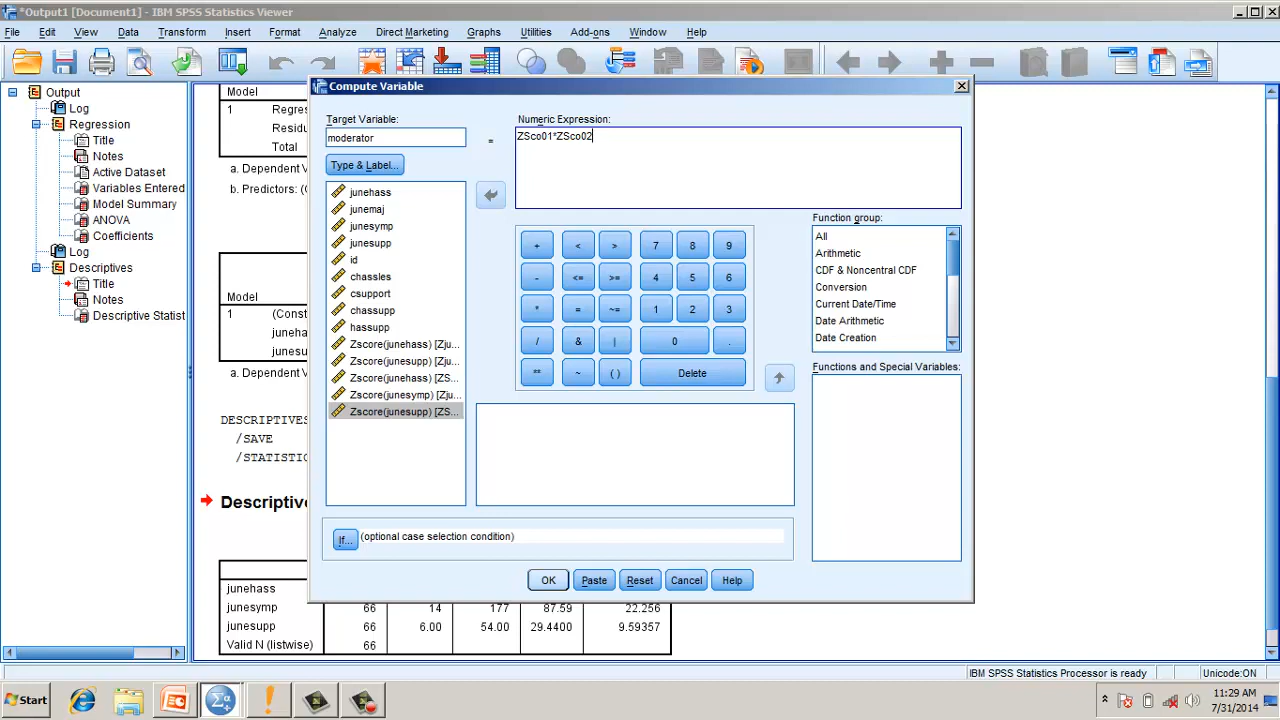 *Output1 [Document1] - IBM SPSS Statistics Viewer
File Edit View Data Transform Insert Format Analyze Direct Marketing Graphs Utilities Add-ons Window Help
Output
Log
Regression
Title
Notes
Active Dataset
Variables Entered
Model Summary
ANOVA
Coefficients
Log
Descriptives
Title
Notes
Descriptive Statist
Model
1 Regres
Residu
Total
a. Dependent V
b. Predictors: (C
Model
1 (Const
juneha
junesu
a. Dependent V
DESCRIPTIVES
/SAVE
/STATISTIC
Descriptive
junehass
junesymp 66 14 177 87.59 22.256
junesupp 66 6.00 54.00 29.4400 9.59357
Valid N (listwise) 66
Compute Variable
Target Variable:
moderator
=
Numeric Expression:
ZSco01*ZSco02
Type & Label...
junehass
junemaj
junesymp
junesupp
id
chassles
csupport
chassupp
hassupp
Zscore(junehass) [Zju...
Zscore(junesupp) [Zju...
Zscore(junehass) [ZS...
Zscore(junesymp) [Zju...
Zscore(junesupp) [ZS...
+ < > 7 8 9
- <= >= 4 5 6
* = ~= 1 2 3
/ & | 0 .
** ~ ( ) Delete
Function group:
All
Arithmetic
CDF & Noncentral CDF
Conversion
Current Date/Time
Date Arithmetic
Date Creation
Functions and Special Variables:
If... (optional case selection condition)
OK Paste Reset Cancel Help
IBM SPSS Statistics Processor is ready Unicode:ON
Start
11:29 AM
7/31/2014